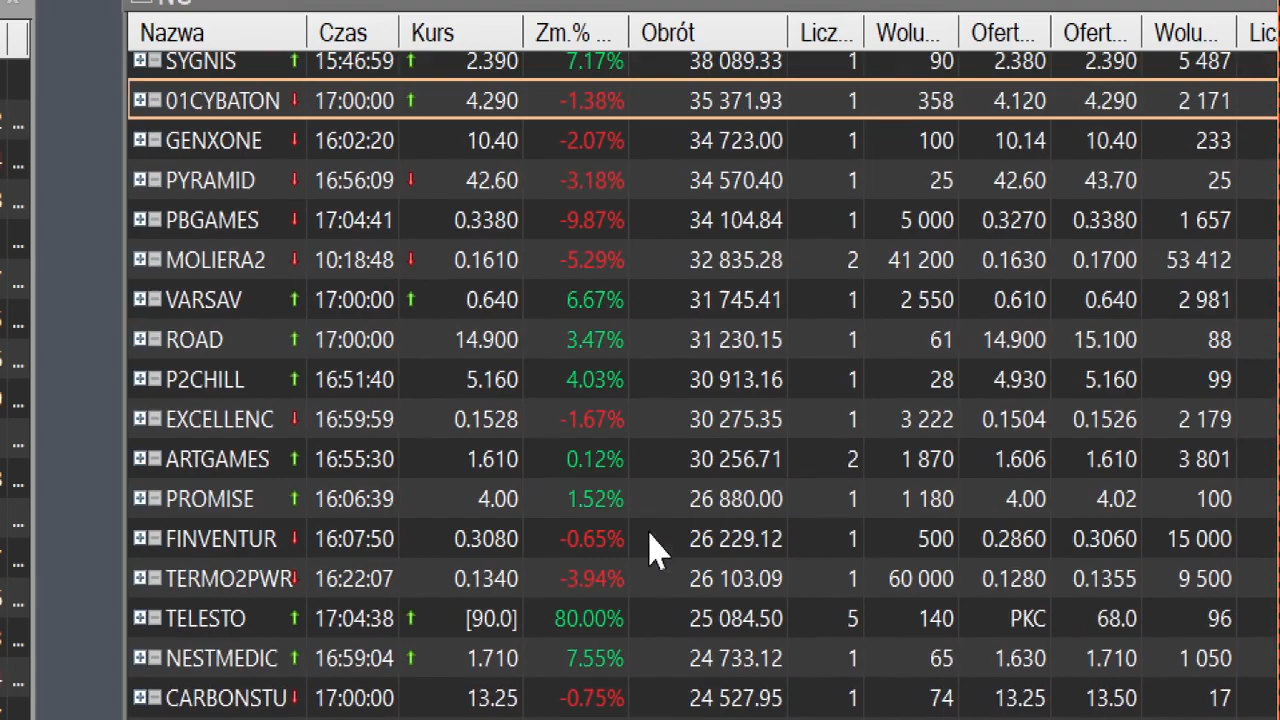 Nazwa Czas Kurs Zm.% ... Obrót Licz... Wolu... Ofert... Ofert... Wolu... Lic
SYGNIS 15:46:59 2.390 7.17% 38 089.33 1 90 2.380 2.390 5 487
01CYBATON 17:00:00 4.290 -1.38% 35 371.93 1 358 4.120 4.290 2 171
GENXONE 16:02:20 10.40 -2.07% 34 723.00 1 100 10.14 10.40 233
PYRAMID 16:56:09 42.60 -3.18% 34 570.40 1 25 42.60 43.70 25
PBGAMES 17:04:41 0.3380 -9.87% 34 104.84 1 5 000 0.3270 0.3380 1 657
MOLIERA2 10:18:48 0.1610 -5.29% 32 835.28 2 41 200 0.1630 0.1700 53 412
VARSAV 17:00:00 0.640 6.67% 31 745.41 1 2 550 0.610 0.640 2 981
ROAD 17:00:00 14.900 3.47% 31 230.15 1 61 14.900 15.100 88
P2CHILL 16:51:40 5.160 4.03% 30 913.16 1 28 4.930 5.160 99
EXCELLENC 16:59:59 0.1528 -1.67% 30 275.35 1 3 222 0.1504 0.1526 2 179
ARTGAMES 16:55:30 1.610 0.12% 30 256.71 2 1 870 1.606 1.610 3 801
PROMISE 16:06:39 4.00 1.52% 26 880.00 1 1 180 4.00 4.02 100
FINVENTUR 16:07:50 0.3080 -0.65% 26 229.12 1 500 0.2860 0.3060 15 000
TERMO2PWR 16:22:07 0.1340 -3.94% 26 103.09 1 60 000 0.1280 0.1355 9 500
TELESTO 17:04:38 [90.0] 80.00% 25 084.50 5 140 PKC 68.0 96
NESTMEDIC 16:59:04 1.710 7.55% 24 733.12 1 65 1.630 1.710 1 050
CARBONSTU 17:00:00 13.25 -0.75% 24 527.95 1 74 13.25 13.50 17